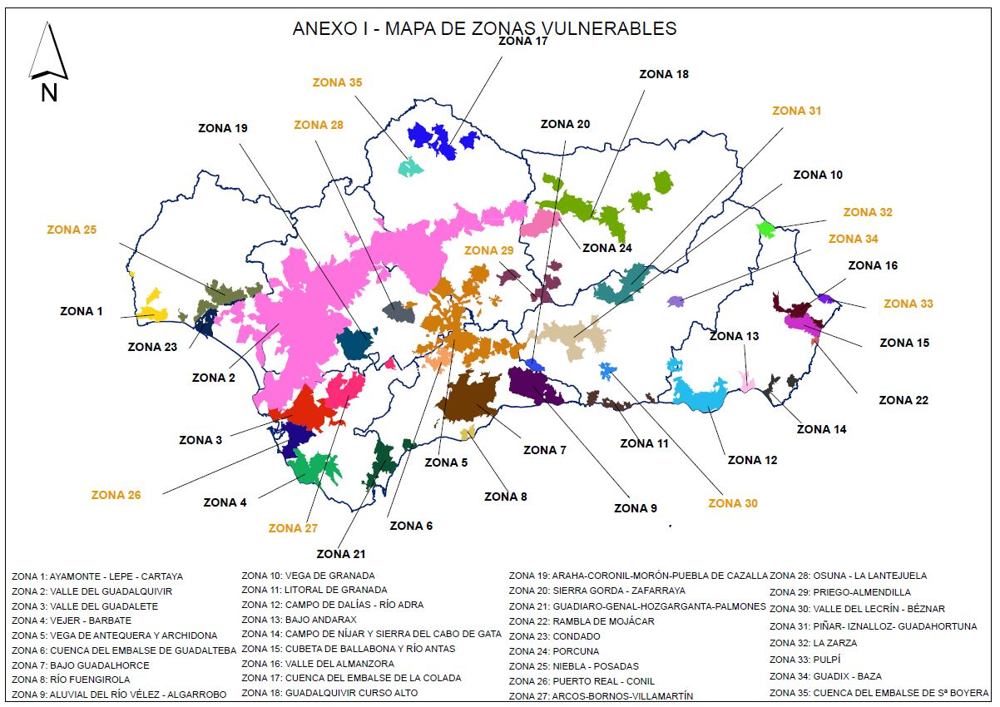 ANEXO I - MAPA DE ZONAS VULNERABLES
ZONA 17
ZONA 18
ZONA 35
ZONA 31
ZONA 20
ZONA 28
ZONA 19
ZONA 10
ZONA 32
ZONA 25
ZONA 34
ZONA 29
ZONA 24
ZONA 16
ZONA 33
ZONA 1
ZONA 13
ZONA 15
ZONA 23
ZONA 2
ZONA 22
ZONA 14
ZONA 3
ZONA 11
ZONA 7
ZONA 12
ZONA 5
ZONA 26
ZONA 8
ZONA 4
ZONA 30
ZONA 9
ZONA 6
ZONA 27
ZONA 21
N
ZONA 1: AYAMONTE - LEPE - CARTAYA
ZONA 2: VALLE DEL GUADALQUIVIR
ZONA 3: VALLE DEL GUADALETE
ZONA 4: VEJER - BARBATE
ZONA 5: VEGA DE ANTEQUERA Y ARCHIDONA
ZONA 6: CUENCA DEL EMBALSE DE GUADALTEBA
ZONA 7: BAJO GUADALHORCE
ZONA 8: RÍO FUENGIROLA
ZONA 9: ALUVIAL DEL RÍO VÉLEZ - ALGARROBO
ZONA 10: VEGA DE GRANADA
ZONA 11: LITORAL DE GRANADA
ZONA 12: CAMPO DE DALÍAS - RÍO ADRA
ZONA 13: BAJO ANDARAX
ZONA 14: CAMPO DE NÍJAR Y SIERRA DEL CABO DE GATA
ZONA 15: CUBETA DE BALLABONA Y RÍO ANTAS
ZONA 16: VALLE DEL ALMANZORA
ZONA 17: CUENCA DEL EMBALSE DE LA COLADA
ZONA 18: GUADALQUIVIR CURSO ALTO
ZONA 19: ARAHA-CORONIL-MORÓN-PUEBLA DE CAZALLA
ZONA 20: SIERRA GORDA - ZAFARRAYA
ZONA 21: GUADIARO-GENAL-HOZGARGANTA-PALMONES
ZONA 22: RAMBLA DE MOJÁCAR
ZONA 23: CONDADO
ZONA 24: PORCUNA
ZONA 25: NIEBLA - POSADAS
ZONA 26: PUERTO REAL - CONIL
ZONA 27: ARCOS-BORNOS-VILLAMARTÍN
ZONA 28: OSUNA - LA LANTEJUELA
ZONA 29: PRIEGO-ALMENDILLA
ZONA 30: VALLE DEL LECRÍN - BÉZNAR
ZONA 31: PIÑAR- IZNALLOZ- GUADAHORTUNA
ZONA 32: LA ZARZA
ZONA 33: PULPÍ
ZONA 34: GUADIX - BAZA
ZONA 35: CUENCA DEL EMBALSE DE Sª BOYERA